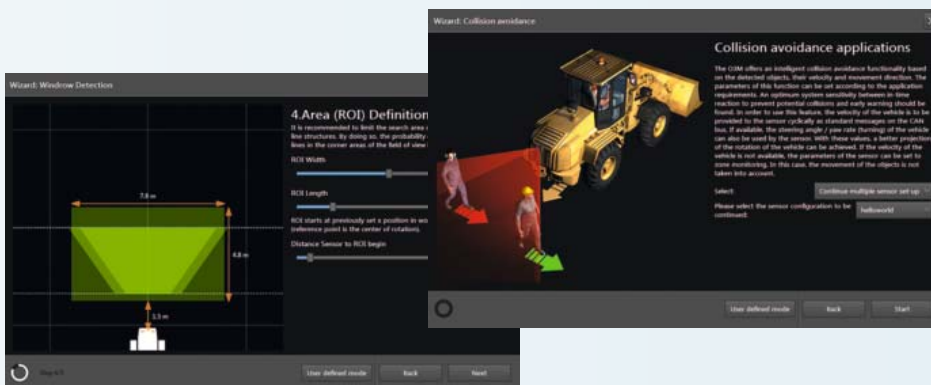 Wizard: Windrow Detection
4.Area (ROI) Definition
It is recommended to limit the search area
line structures. By doing so, the probability
lines in the corner areas of the field of view
ROI Width
ROI Length
ROI starts at previously set x position in wo
(reference point is the center of rotation).
Distance Sensor to ROI begin
7.8 m
4.8 m
1.5 m
User defined mode
Back
Next
Wizard: Collision avoidance
Collision avoidance applications
The O3M offers an intelligent collision avoidance functionality based
on the detected objects, their velocity and movement direction. The
parameters of this function can be set according to the application
requirements. An optimum system sensitivity between in-time
reaction to prevent potential collisions and early warning should be
found. In order to use this feature, the velocity of the vehicle is to be
provided to the sensor cyclically as standard messages on the CAN
bus. If available, the steering angle / yaw rate (turning) of the vehicle
can also be used by the sensor. With these values, a better projection
of the rotation of the vehicle can be achieved. If the velocity of the
vehicle is not available, the parameters of the sensor can be set to
zone monitoring. In this case, the movement of the objects is not
taken into account.
Select:
Continue multiple sensor set up
Please select the sensor configuration to be
continued:
helloworld
User defined mode
Back
Start